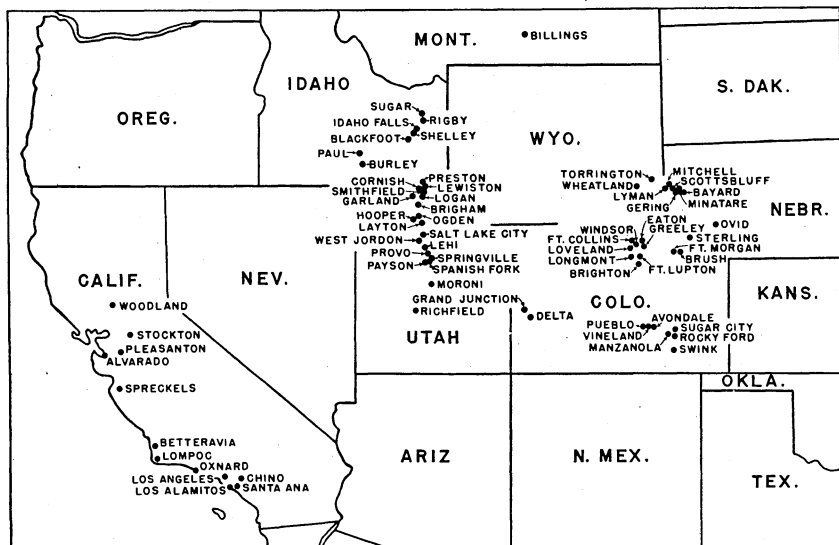 MONT.
BILLINGS
IDAHO
S. DAK.
OREG.
SUGAR
RIGBY
IDAHO FALLS
SHELLEY
BLACKFOOT
WYO.
PAUL
BURLEY
TORRINGTON
MITCHELL
SCOTTSBLUFF
WHEATLAND
BAYARD
LYMAN
MINATARE
GERING
CORNISH
PRESTON
LEWISTON
SMITHFIELD
LOGAN
GARLAND
BRIGHAM
HOOPER
OGDEN
LAYTON
SALT LAKE CITY
WEST JORDON
LEHI
PROVO
SPRINGVILLE
PAYSON
SPANISH FORK
MORONI
NEBR.
OVID
EATON
WINDSOR
GREELEY
STERLING
FT. COLLINS
FT. MORGAN
LOVELAND
BRUSH
LONGMONT
FT. LUPTON
BRIGHTON
CALIF.
NEV.
KANS.
WOODLAND
GRAND JUNCTION
RICHFIELD
DELTA
COLO.
UTAH
AVONDALE
PUEBLO
SUGAR CITY
VINELAND
ROCKY FORD
MANZANOLA
SWINK
STOCKTON
PLEASANTON
ALVARADO
SPRECKELS
OKLA.
BETTERAVIA
LOMPOC
OXNARD
LOS ANGELES
CHINO
LOS ALAMITOS
SANTA ANA
ARIZ
N. MEX.
TEX.